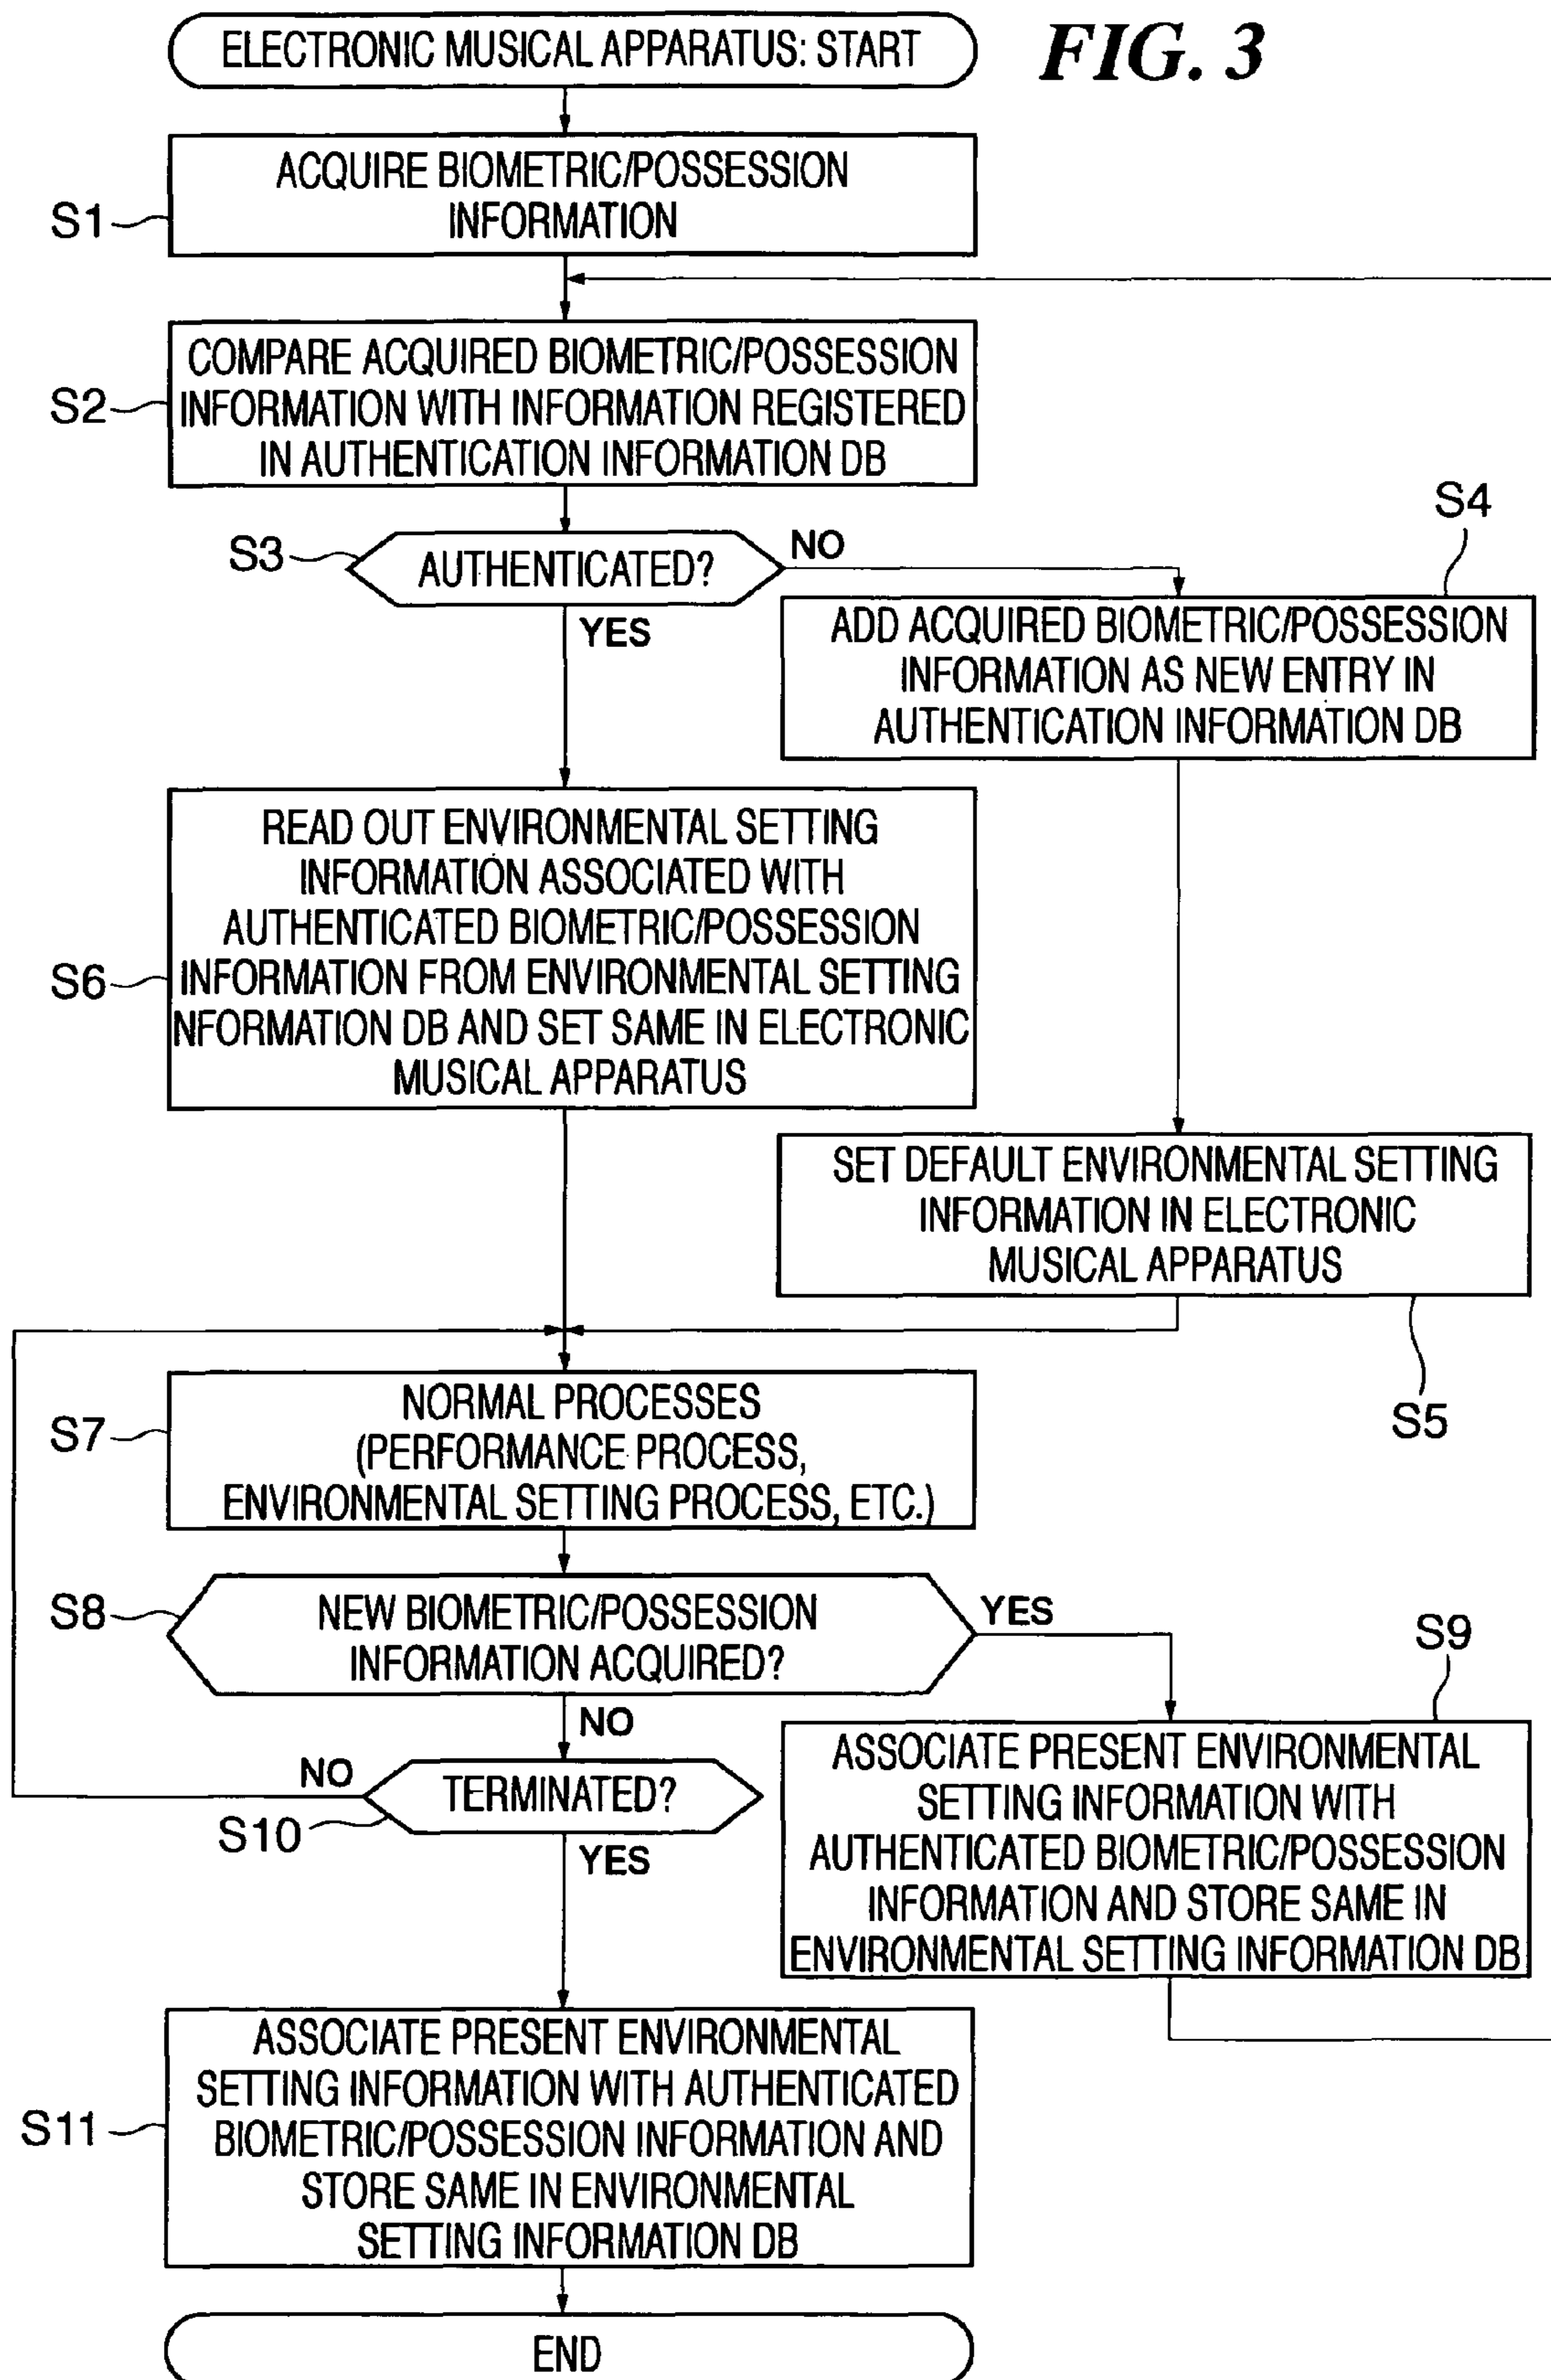 ELECTRONIC MUSICAL APPARATUS: START
FIG. 3
S1
ACQUIRE BIOMETRIC/POSSESSION
INFORMATION
S2
COMPARE ACQUIRED BIOMETRIC/POSSESSION
INFORMATION WITH INFORMATION REGISTERED
IN AUTHENTICATION INFORMATION DB
S3
AUTHENTICATED?
NO
YES
S4
ADD ACQUIRED BIOMETRIC/POSSESSION
INFORMATION AS NEW ENTRY IN
AUTHENTICATION INFORMATION DB
S6
READ OUT ENVIRONMENTAL SETTING
INFORMATION ASSOCIATED WITH
AUTHENTICATED BIOMETRIC/POSSESSION
INFORMATION FROM ENVIRONMENTAL SETTING
NFORMATION DB AND SET SAME IN ELECTRONIC
MUSICAL APPARATUS
SET DEFAULT ENVIRONMENTAL SETTING
INFORMATION IN ELECTRONIC
MUSICAL APPARATUS
S5
S7
NORMAL PROCESSES
(PERFORMANCE PROCESS,
ENVIRONMENTAL SETTING PROCESS, ETC.)
S8
NEW BIOMETRIC/POSSESSION
INFORMATION ACQUIRED?
YES
NO
S9
ASSOCIATE PRESENT ENVIRONMENTAL
SETTING INFORMATION WITH
AUTHENTICATED BIOMETRIC/POSSESSION
INFORMATION AND STORE SAME IN
ENVIRONMENTAL SETTING INFORMATION DB
NO
TERMINATED?
S10
YES
S11
ASSOCIATE PRESENT ENVIRONMENTAL
SETTING INFORMATION WITH AUTHENTICATED
BIOMETRIC/POSSESSION INFORMATION AND
STORE SAME IN ENVIRONMENTAL
SETTING INFORMATION DB
END